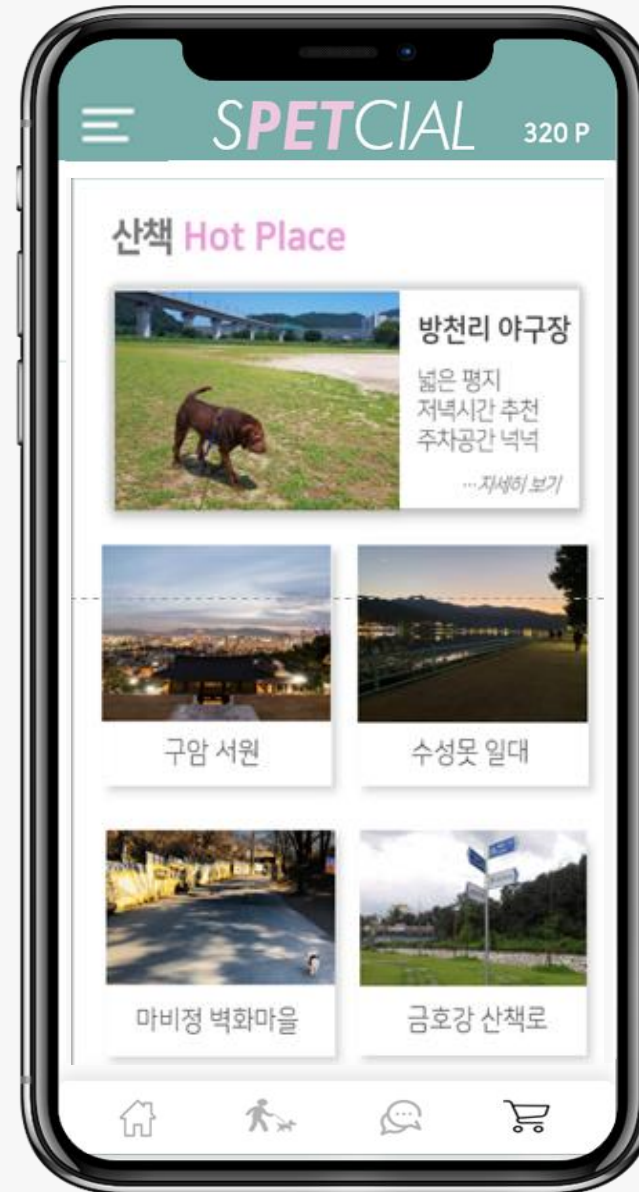 SPETCIAL
320 P
산책 Hot Place
방천리 야구장
넓은 평지
저녁시간 추천
주차공간 넉넉
…자세히 보기
구암 서원
수성못 일대
마비정 벽화마을
금호강 산책로